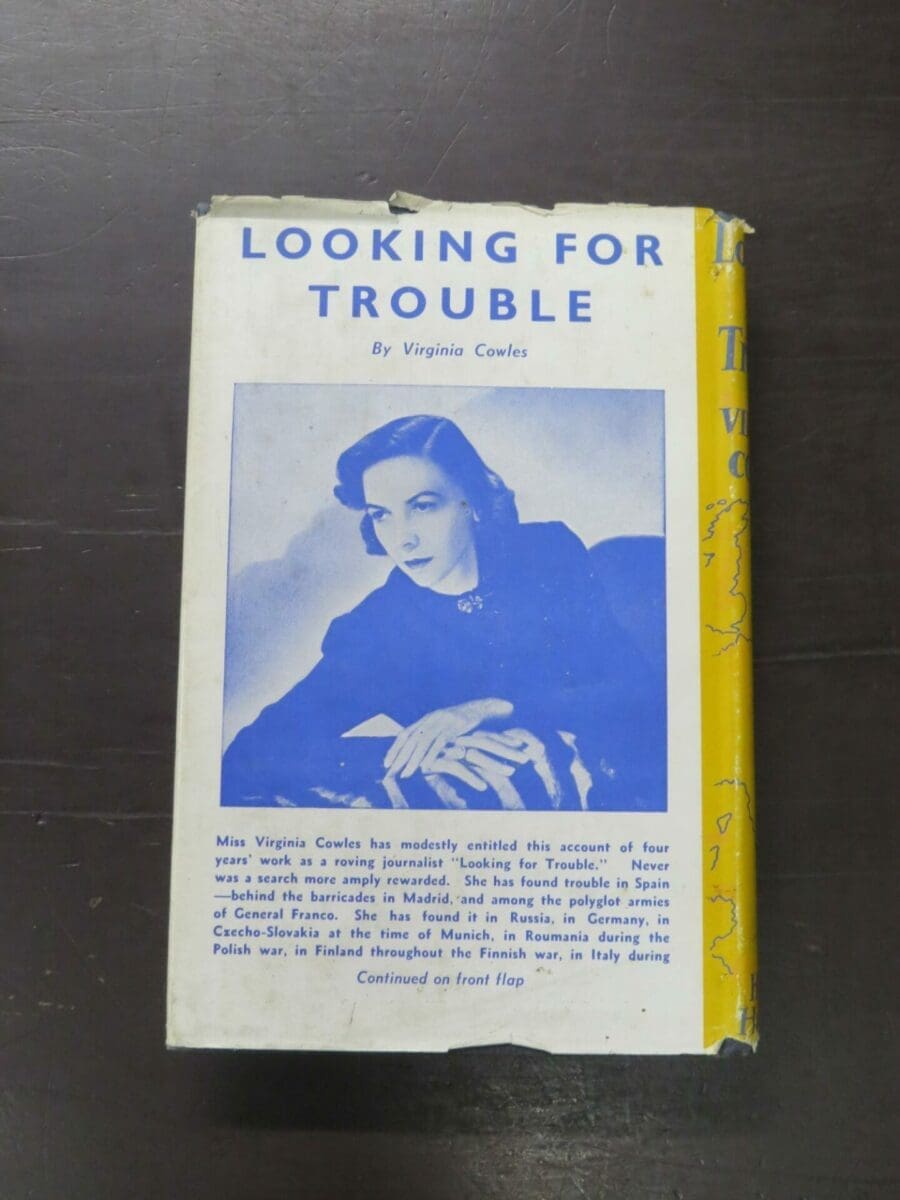 LOOKING FOR
TROUBLE
By Virginia Cowles
Miss Virginia Cowles has modestly entitled this account of four
years' work as a roving journalist "Looking for Trouble." Never
was a search more amply rewarded. She has found trouble in Spain
—behind the barricades in Madrid, and among the polyglot armies
of General Franco. She has found it in Russia, in Germany, in
Czecho-Slovakia at the time of Munich, in Roumania during the
Polish war, in Finland throughout the Finnish war, in Italy during
Continued on front flap